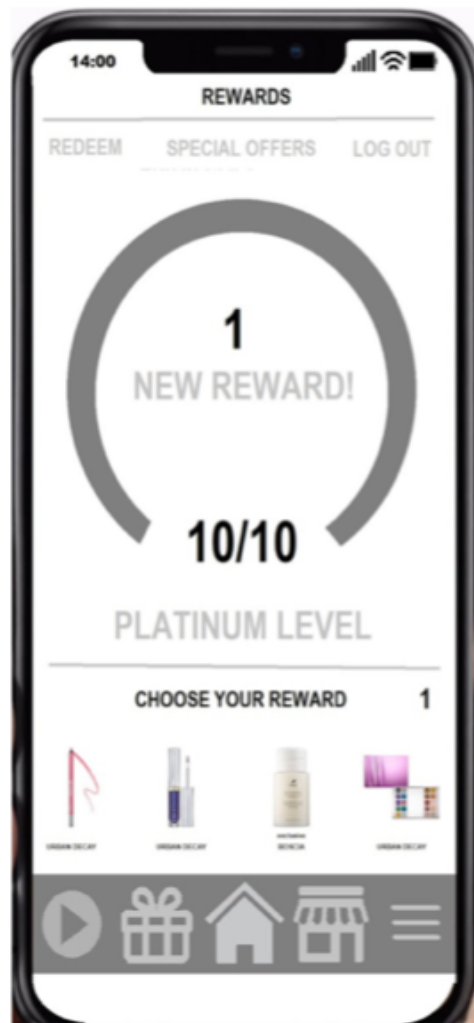 14:00
REWARDS
REDEEM SPECIAL OFFERS LOG OUT
1
NEW REWARD!
10/10
PLATINUM LEVEL
CHOOSE YOUR REWARD 1
URBAN DECAY URBAN DECAY BOSCIA URBAN DECAY